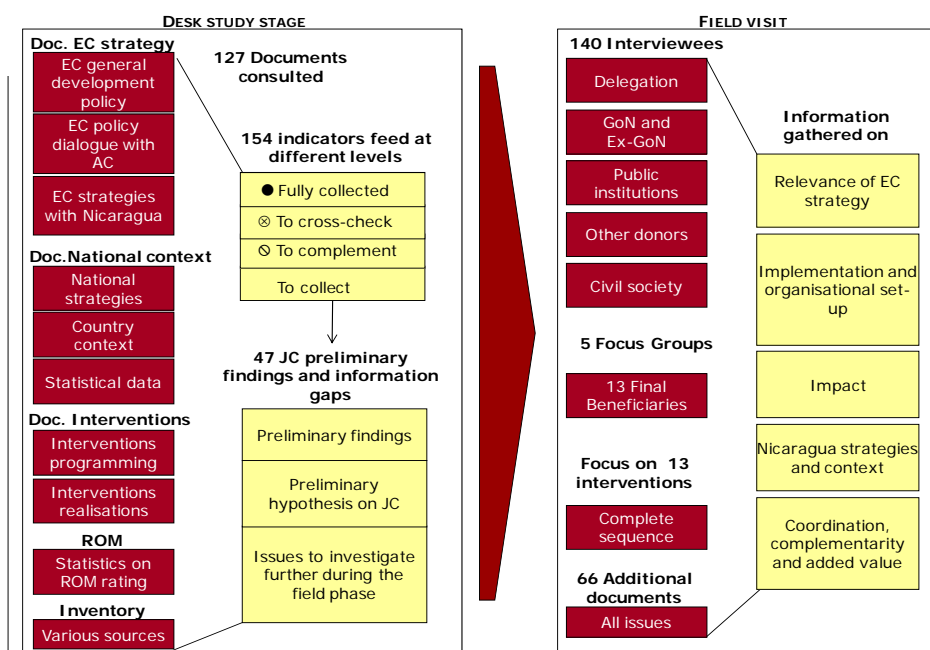 DESK STUDY STAGE
Doc. EC strategy
EC general
development
policy
EC policy
dialogue with
AC
EC strategies
with Nicaragua
Doc.National context
National
strategies
Country
context
Statistical data
Doc. Interventions
Interventions
programming
Interventions
realisations
ROM
Statistics on
ROM rating
Inventory
Various sources
127 Documents
consulted
154 indicators feed at
different levels
● Fully collected
⊗ To cross-check
⦸ To complement
To collect
47 JC preliminary
findings and information
gaps
Preliminary findings
Preliminary
hypothesis on JC
Issues to investigate
further during the
field phase
FIELD VISIT
140 Interviewees
Delegation
GoN and
Ex-GoN
Public
institutions
Other donors
Civil society
5 Focus Groups
13 Final
Beneficiaries
Focus on 13
interventions
Complete
sequence
66 Additional
documents
All issues
Information
gathered on
Relevance of EC
strategy
Implementation and
organisational set-
up
Impact
Nicaragua strategies
and context
Coordination,
complementarity
and added value